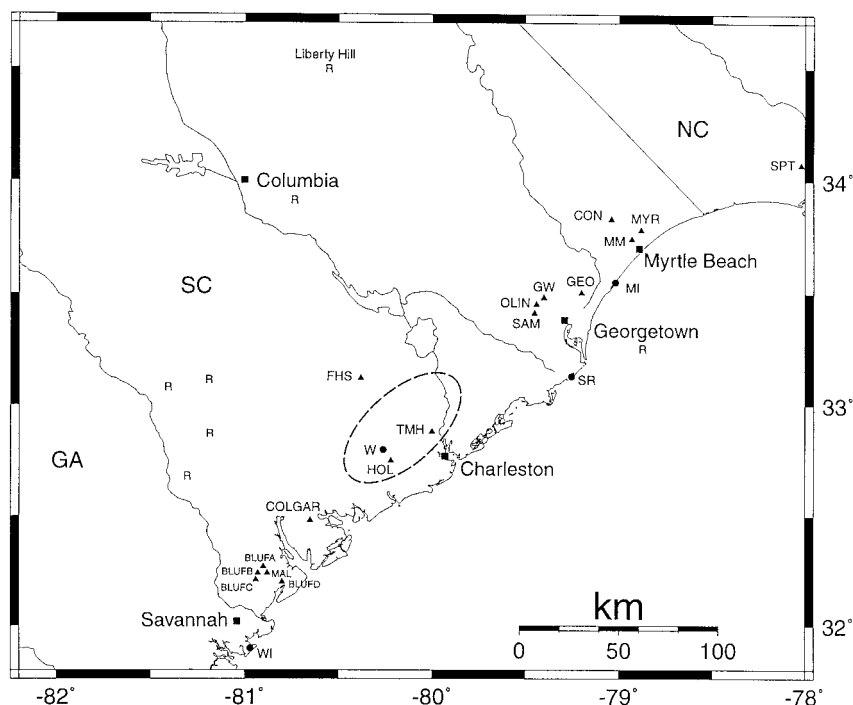 Liberty Hill
R
NC
SPT
34°
Columbia
R
CON
MYR
MM
Myrtle Beach
SC
GW
GEO
MI
OLIN
SAM
Georgetown
R
FHS
R
R
SR
33°
TMH
R
W
HOL
Charleston
GA
R
COLGAR
BLUFA
BLUFB
MAL
BLUFC
BLUFD
Savannah
km
32°
WI
0
50
100
-82°
-81°
-80°
-79°
-78°